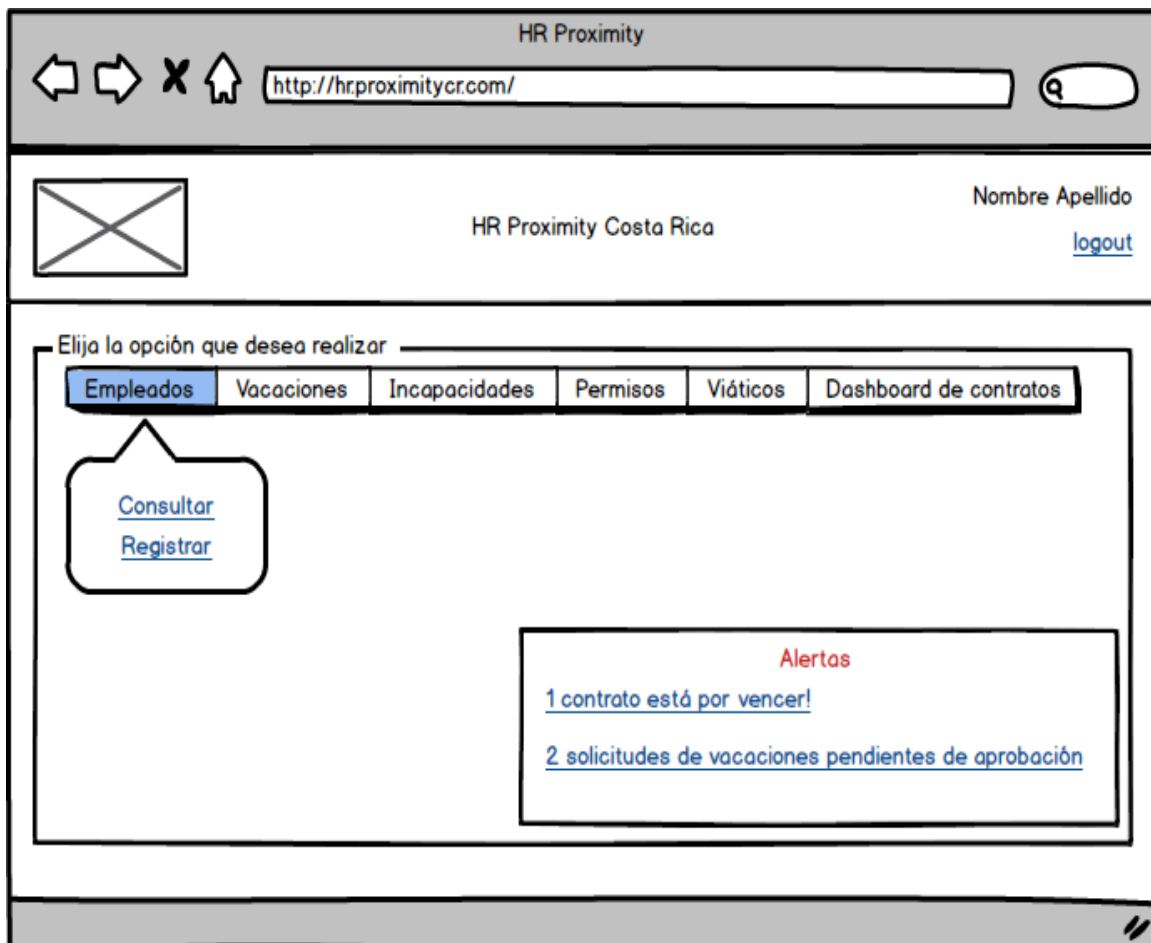 HR Proximity
http://hr.proximitycr.com/
HR Proximity Costa Rica
Nombre Apellido
logout
Elija la opción que desea realizar
Empleados Vacaciones Incapacidades Permisos Viáticos Dashboard de contratos
Consultar
Registrar
Alertas
1 contrato está por vencer!
2 solicitudes de vacaciones pendientes de aprobación